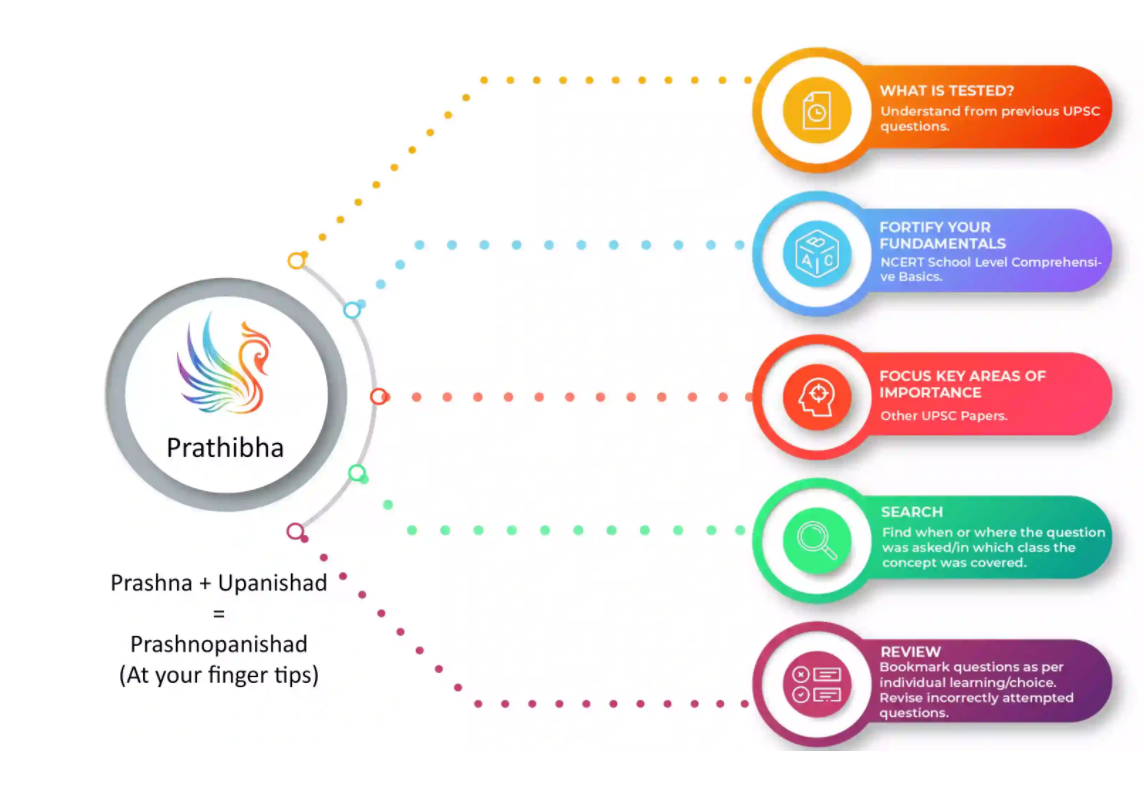 WHAT IS TESTED?
Understand from previous UPSC
questions.
FORTIFY YOUR
FUNDAMENTALS
NCERT School Level Comprehensi-
ve Basics.
A C
FOCUS KEY AREAS OF
IMPORTANCE
Other UPSC Papers.
Prathibha
SEARCH
Find when or where the question
was asked/in which class the
concept was covered.
Prashna + Upanishad
=
Prashnopanishad
(At your finger tips)
REVIEW
Bookmark questions as per
individual learning/choice.
Revise incorrectly attempted
questions.